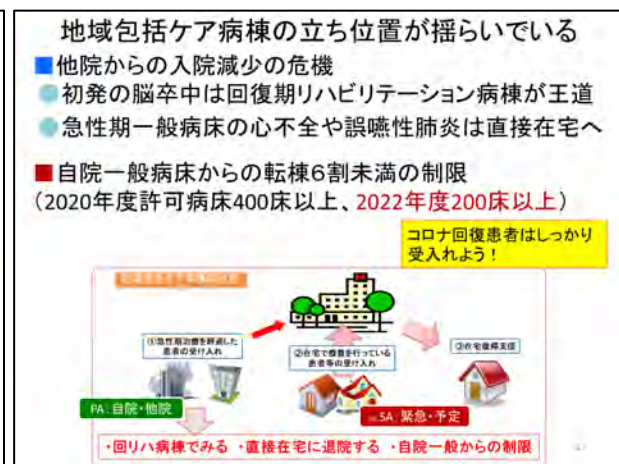 地域包括ケア病棟の立ち位置が揺らいでいる
■他院からの入院減少の危機
●初発の脳卒中は回復期リハビリテーション病棟が王道
●急性期一般病床の心不全や誤嚥性肺炎は直接在宅へ
■自院一般病床からの転棟6割未満の制限
(2020年度許可病床400床以上、2022年度200床以上)
コロナ回復患者はしっかり
受入れよう!
①急性期治療を経過した
患者の受け入れ
②在宅で療養を行っている
患者等の受け入れ
③在宅復帰支援
PA:自院・他院
SA:緊急・予定
・回リハ病棟でみる ・直接在宅に退院する ・自院一般からの制限